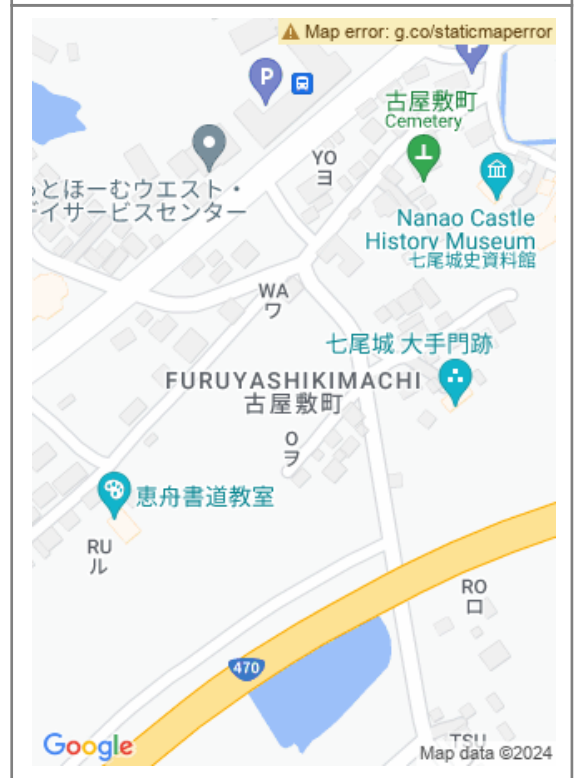 Map error: g.co/staticmaperror
P
P
古屋敷町
Cemetery
YO
ヨ
っとほーむウエスト・
デイサービスセンター
Nanao Castle
History Museum
七尾城史資料館
WA
ワ
七尾城 大手門跡
FURUYASHIKIMACHI
古屋敷町
O
ヲ
恵舟書道教室
RU
ル
RO
ロ
470
TSU
Google
Map data ©2024